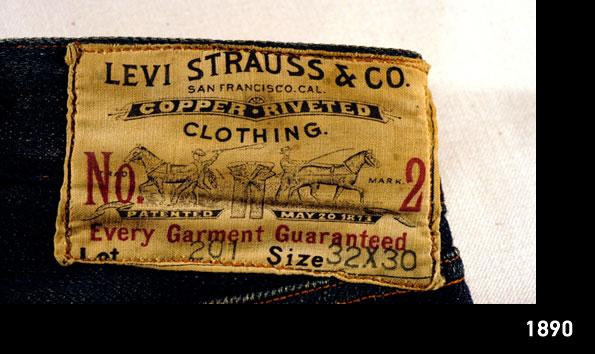 LEVI STRAUSS & CO.
SAN FRANCISCO.CAL.
COPPER-RIVETED
CLOTHING.
No. MARK. 2
PATENTED MAY 20 1873
Every Garment Guaranteed
Lot 201 Size 32X30
1890